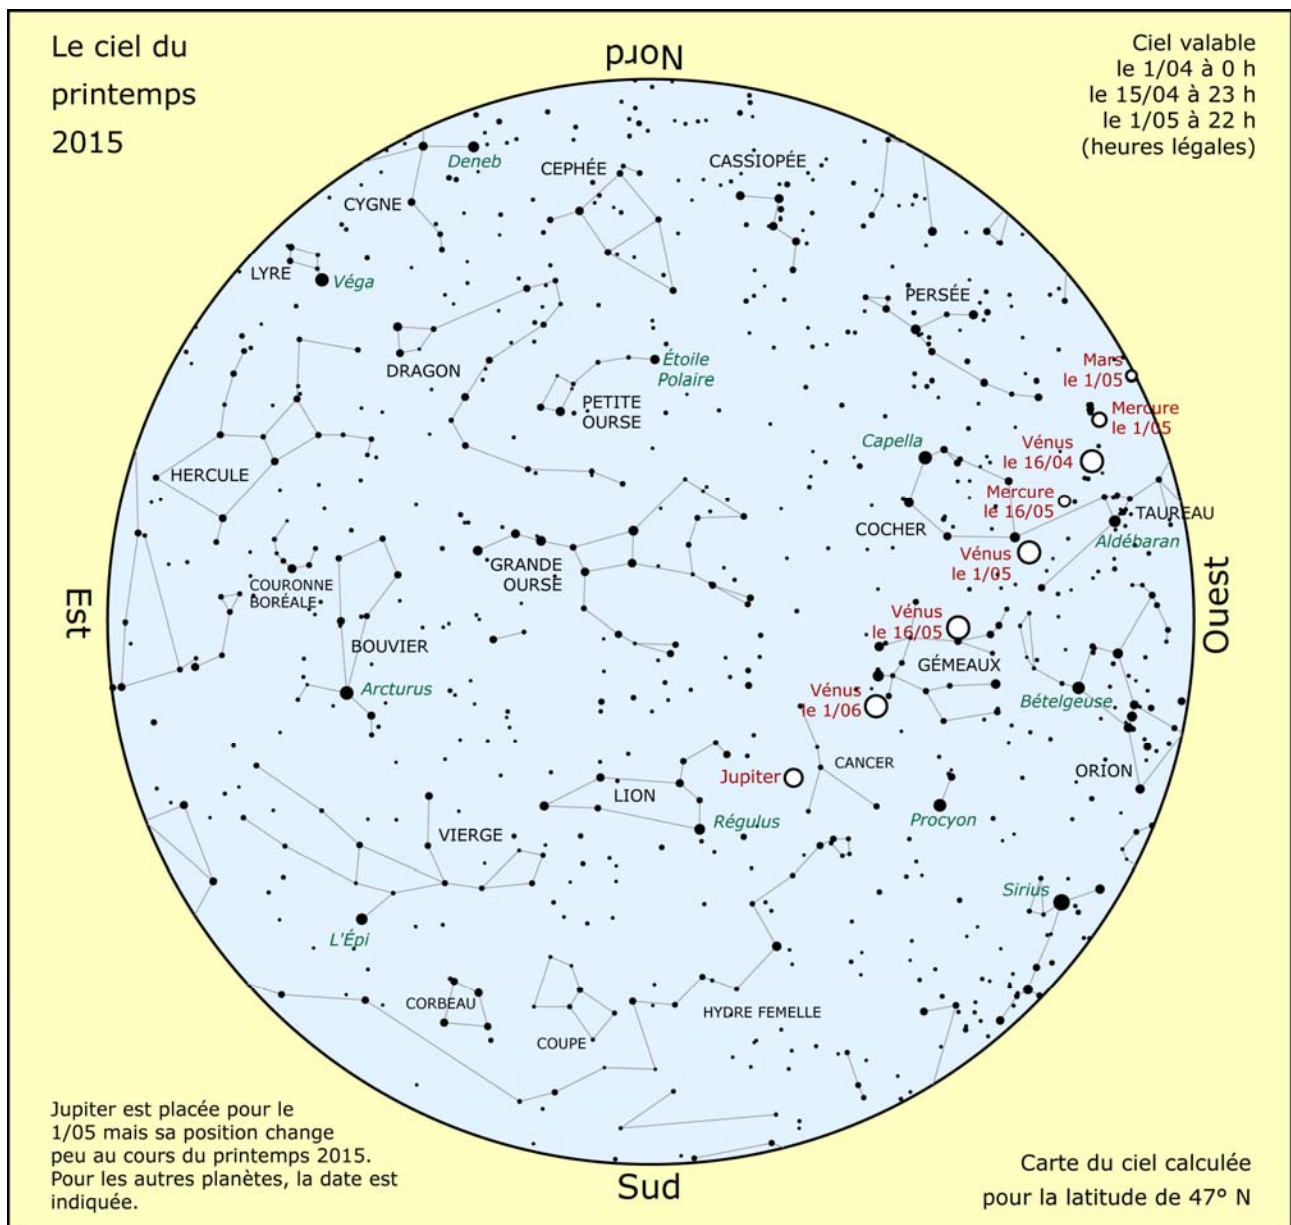 Le ciel du
printemps
2015
Nord
Ciel valable
le 1/04 à 0 h
le 15/04 à 23 h
le 1/05 à 22 h
(heures légales)
Deneb
CEPHÉE
CASSIOPÉE
CYGNE
LYRE
Véga
PERSÉE
DRAGON
Étoile
Polaire
Mars
le 1/05
PETITE
OURSE
Mercure
le 1/05
Capella
Vénus
le 16/04
HERCULE
Mercure
le 16/05
TAUREAU
COCHER
Aldébaran
Vénus
le 1/05
GRANDE
OURSE
COURONNE
BORÉALE
Est
Ouest
Vénus
le 16/05
BOUVIER
GÉMEAUX
Arcturus
Bételgeuse
Vénus
le 1/06
Jupiter
CANCER
ORION
LION
Régulus
Procyon
VIERGE
Sirius
L'Épi
CORBEAU
HYDRE FEMELLE
COUPE
Jupiter est placée pour le
1/05 mais sa position change
peu au cours du printemps 2015.
Pour les autres planètes, la date est
indiquée.
Sud
Carte du ciel calculée
pour la latitude de 47° N